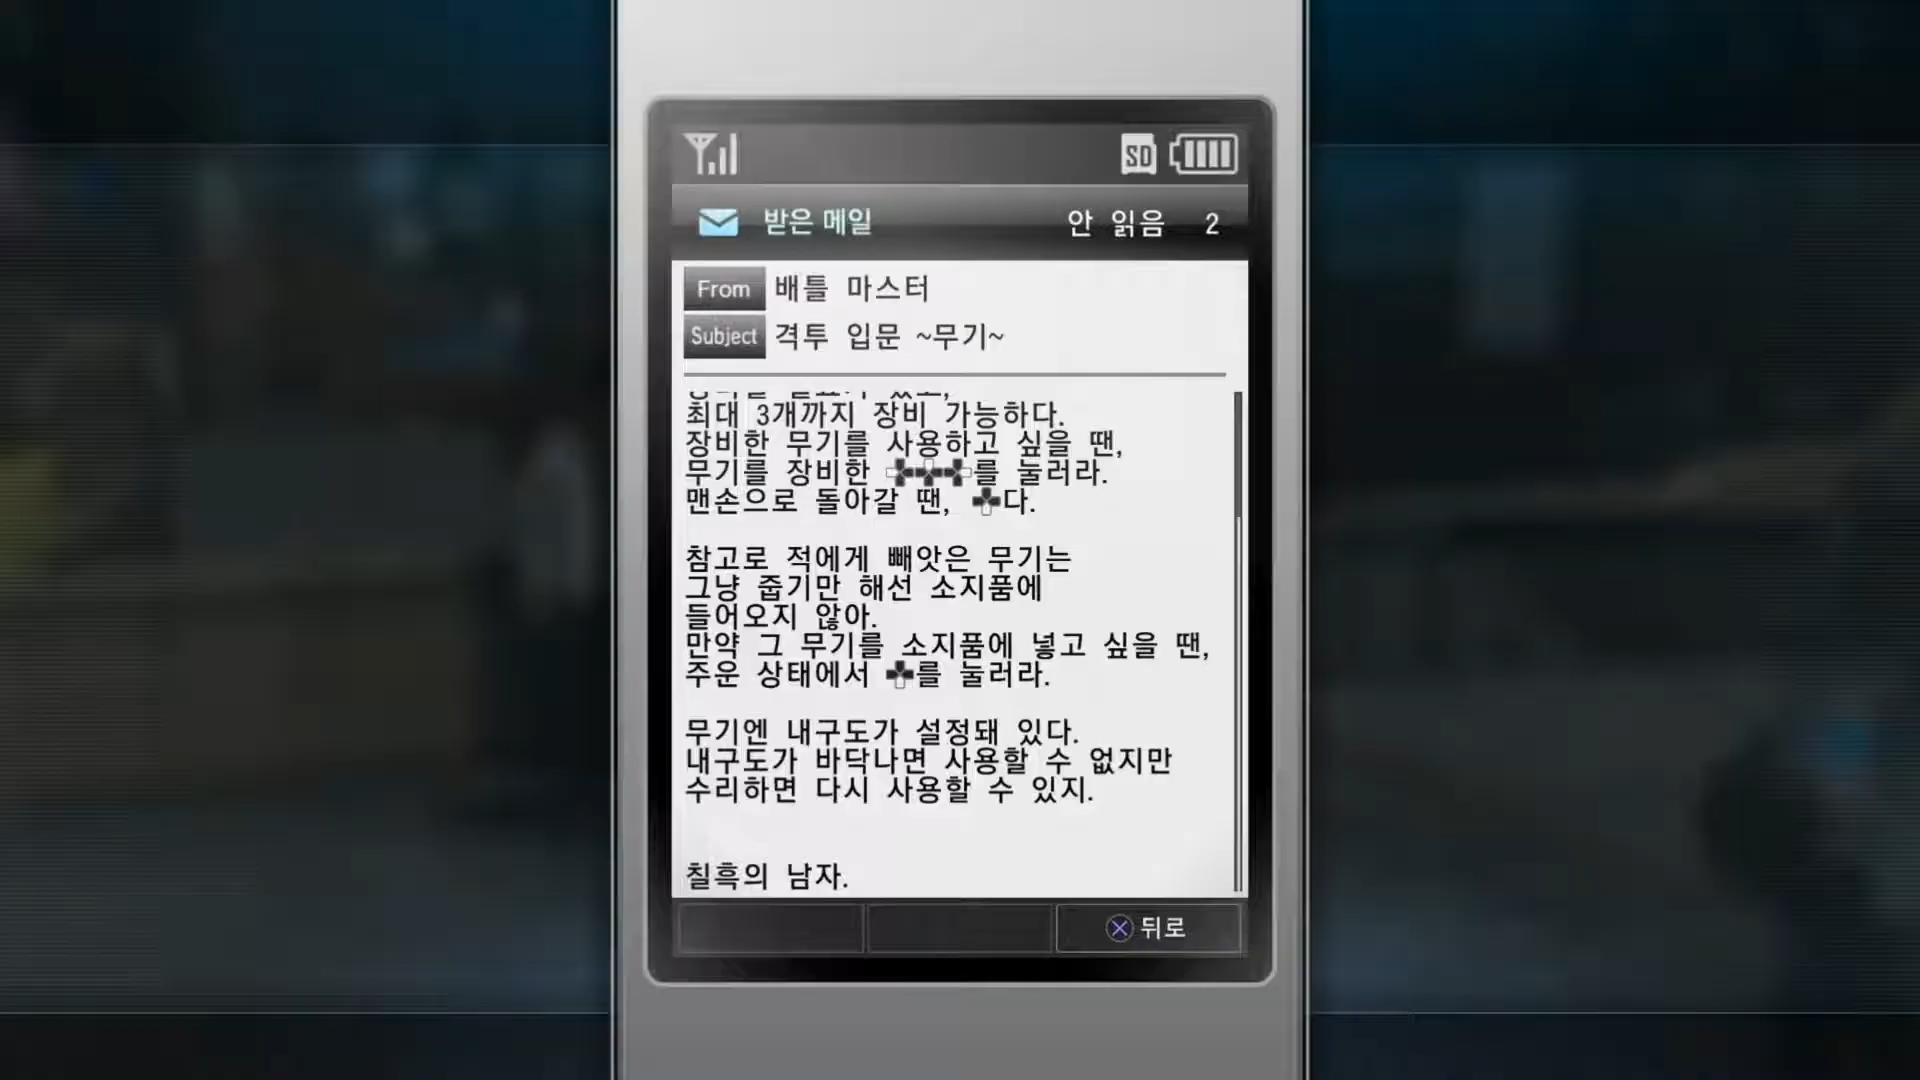 SD
받은 메일 안 읽음 2
From 배틀 마스터
Subject 격투 입문 ~무기~
최대 3개까지 장비 가능하다.
장비한 무기를 사용하고 싶을 땐,
무기를 장비한 를 눌러라.
맨손으로 돌아갈 땐, 다.
참고로 적에게 빼앗은 무기는
그냥 줍기만 해선 소지품에
들어오지 않아.
만약 그 무기를 소지품에 넣고 싶을 땐,
주운 상태에서 를 눌러라.
무기엔 내구도가 설정돼 있다.
내구도가 바닥나면 사용할 수 없지만
수리하면 다시 사용할 수 있지.
칠흑의 남자.
뒤로